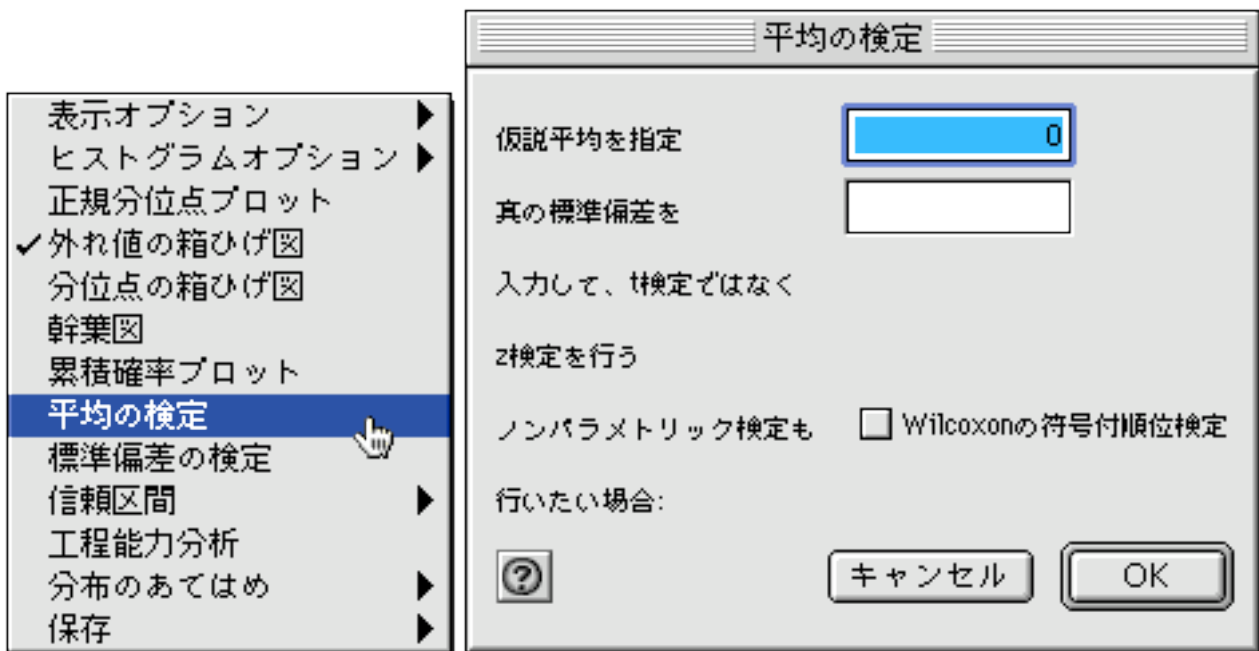 表示オプション
ヒストグラムオプション
正規分位点プロット
外れ値の箱ひげ図
分位点の箱ひげ図
幹葉図
累積確率プロット
平均の検定
標準偏差の検定
信頼区間
工程能力分析
分布のあてはめ
保存
平均の検定
仮説平均を指定 0
真の標準偏差を
入力して、t検定ではなく
z検定を行う
ノンパラメトリック検定も Wilcoxonの符号付順位検定
行いたい場合:
? キャンセル OK